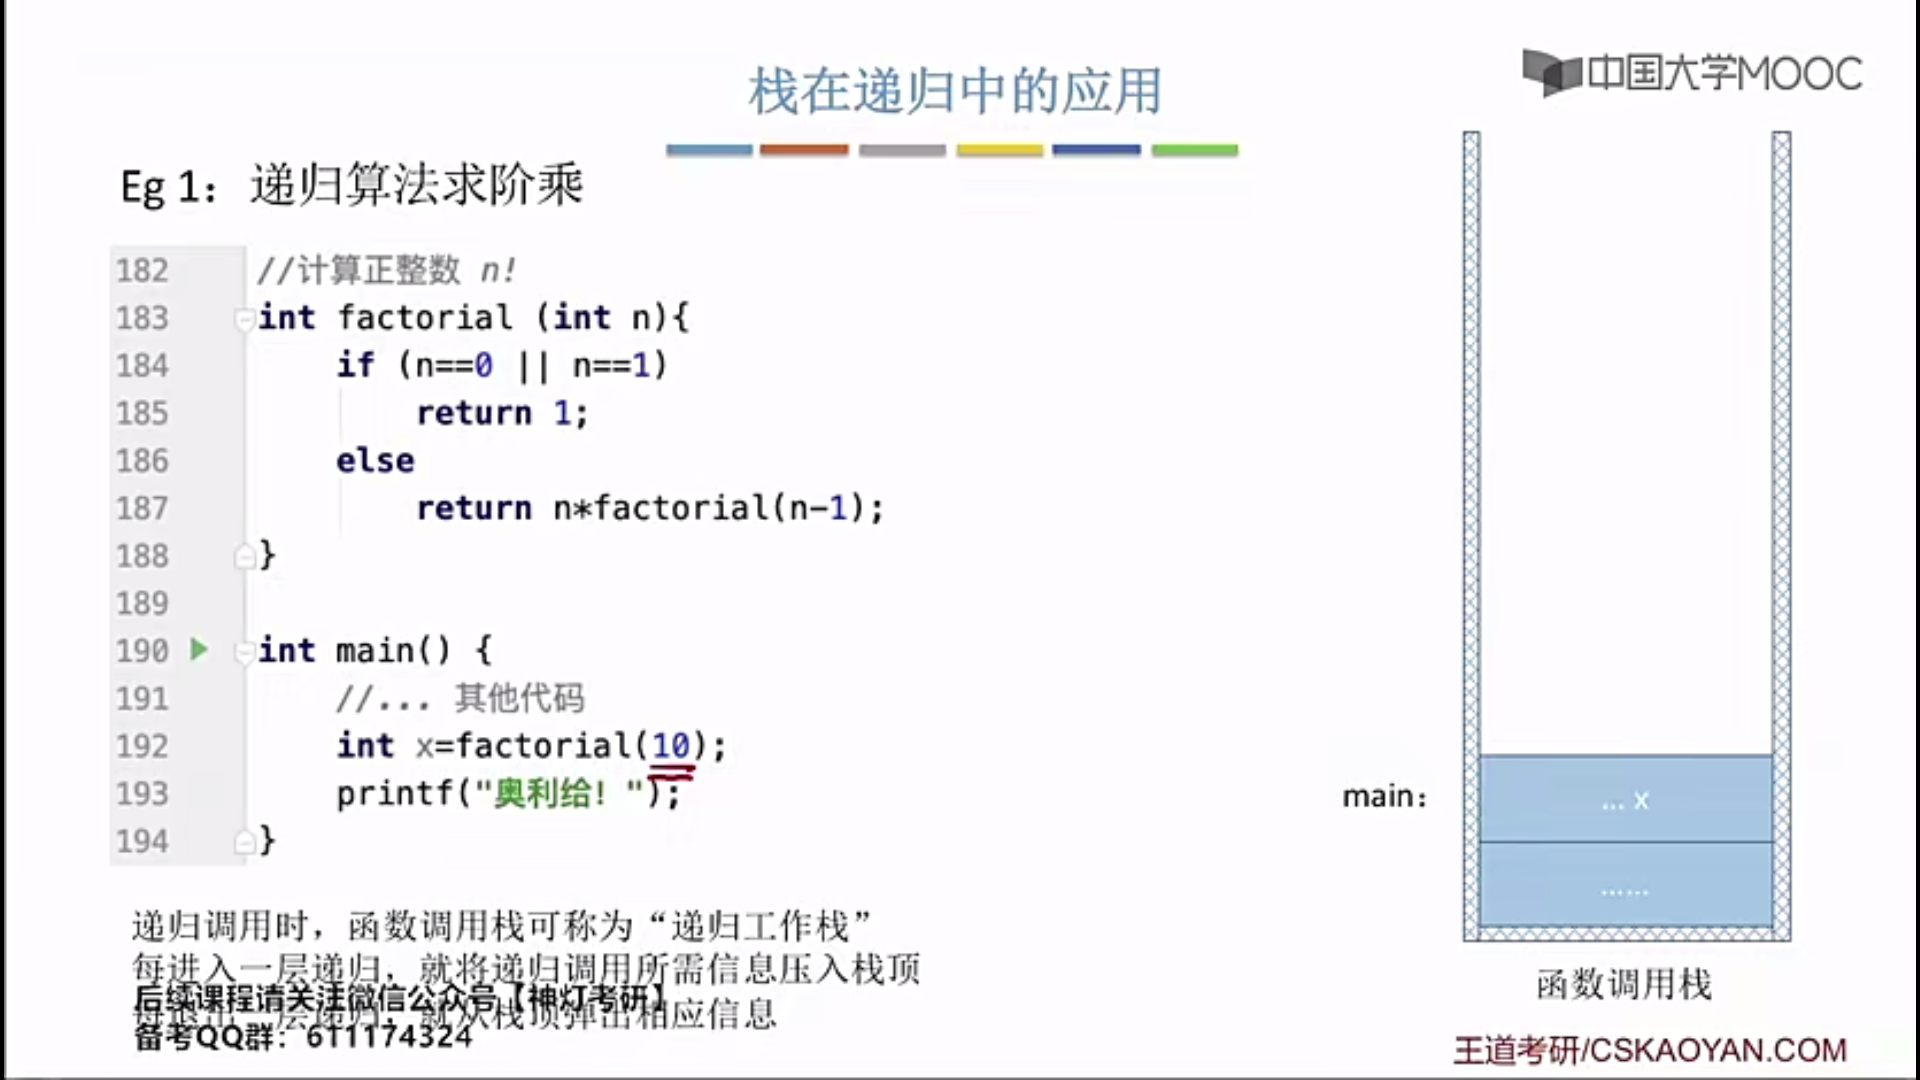 栈在递归中的应用
中国大学MOOC
Eg 1：递归算法求阶乘
182 //计算正整数 n!
183 int factorial (int n){
184 if (n==0 || n==1)
185 return 1;
186 else
187 return n*factorial(n-1);
188 }
189
190 int main() {
191 //... 其他代码
192 int x=factorial(10);
193 printf("奥利给！");
194 }
main：
... x
......
函数调用栈
递归调用时，函数调用栈可称为“递归工作栈”
每进入一层递归，就将递归调用所需信息压入栈顶
每退出一层递归，就从栈顶弹出相应信息
后续课程请关注微信公众号【神灯考研】
备考QQ群：611174324
王道考研/CSKAOYAN.COM